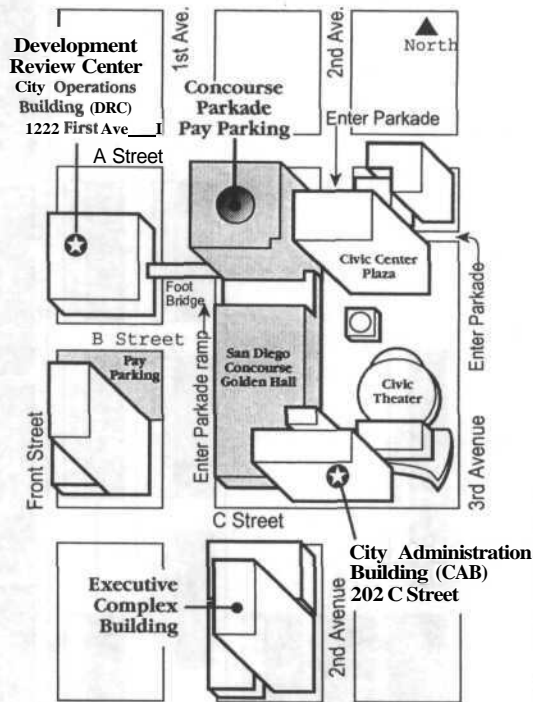 1st Ave.
2nd Ave.
North
Development
Review Center
City Operations
Building (DRC)
1222 First Ave___I
Concourse
Parkade
Pay Parking
Enter Parkade
A Street
Civic Center
Plaza
Foot
Bridge
Enter Parkade
B Street
Pay
Parking
Enter Parkade ramp
San Diego
Concourse
Golden Hall
Civic
Theater
Front Street
3rd Avenue
C Street
City Administration
Building (CAB)
202 C Street
Executive
Complex
Building
2nd Avenue